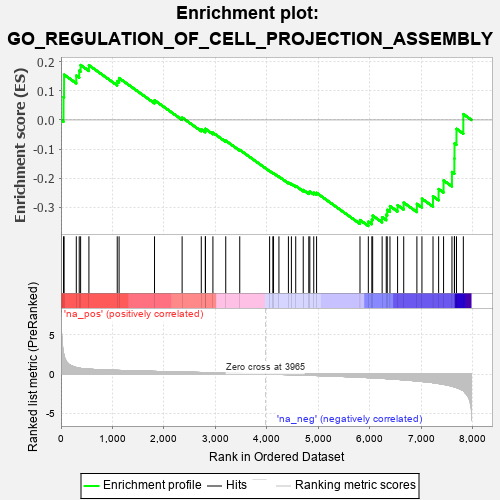 Enrichment plot:
GO_REGULATION_OF_CELL_PROJECTION_ASSEMBLY
Enrichment score (ES)
0.2
0.1
0.0
-0.1
-0.2
-0.3
'na_pos' (positively correlated)
Ranked list metric (PreRanked)
5
0
-5
Zero cross at 3965
'na_neg' (negatively correlated)
0
1,000
2,000
3,000
4,000
5,000
6,000
7,000
8,000
Rank in Ordered Dataset
Enrichment profile
Hits
Ranking metric scores